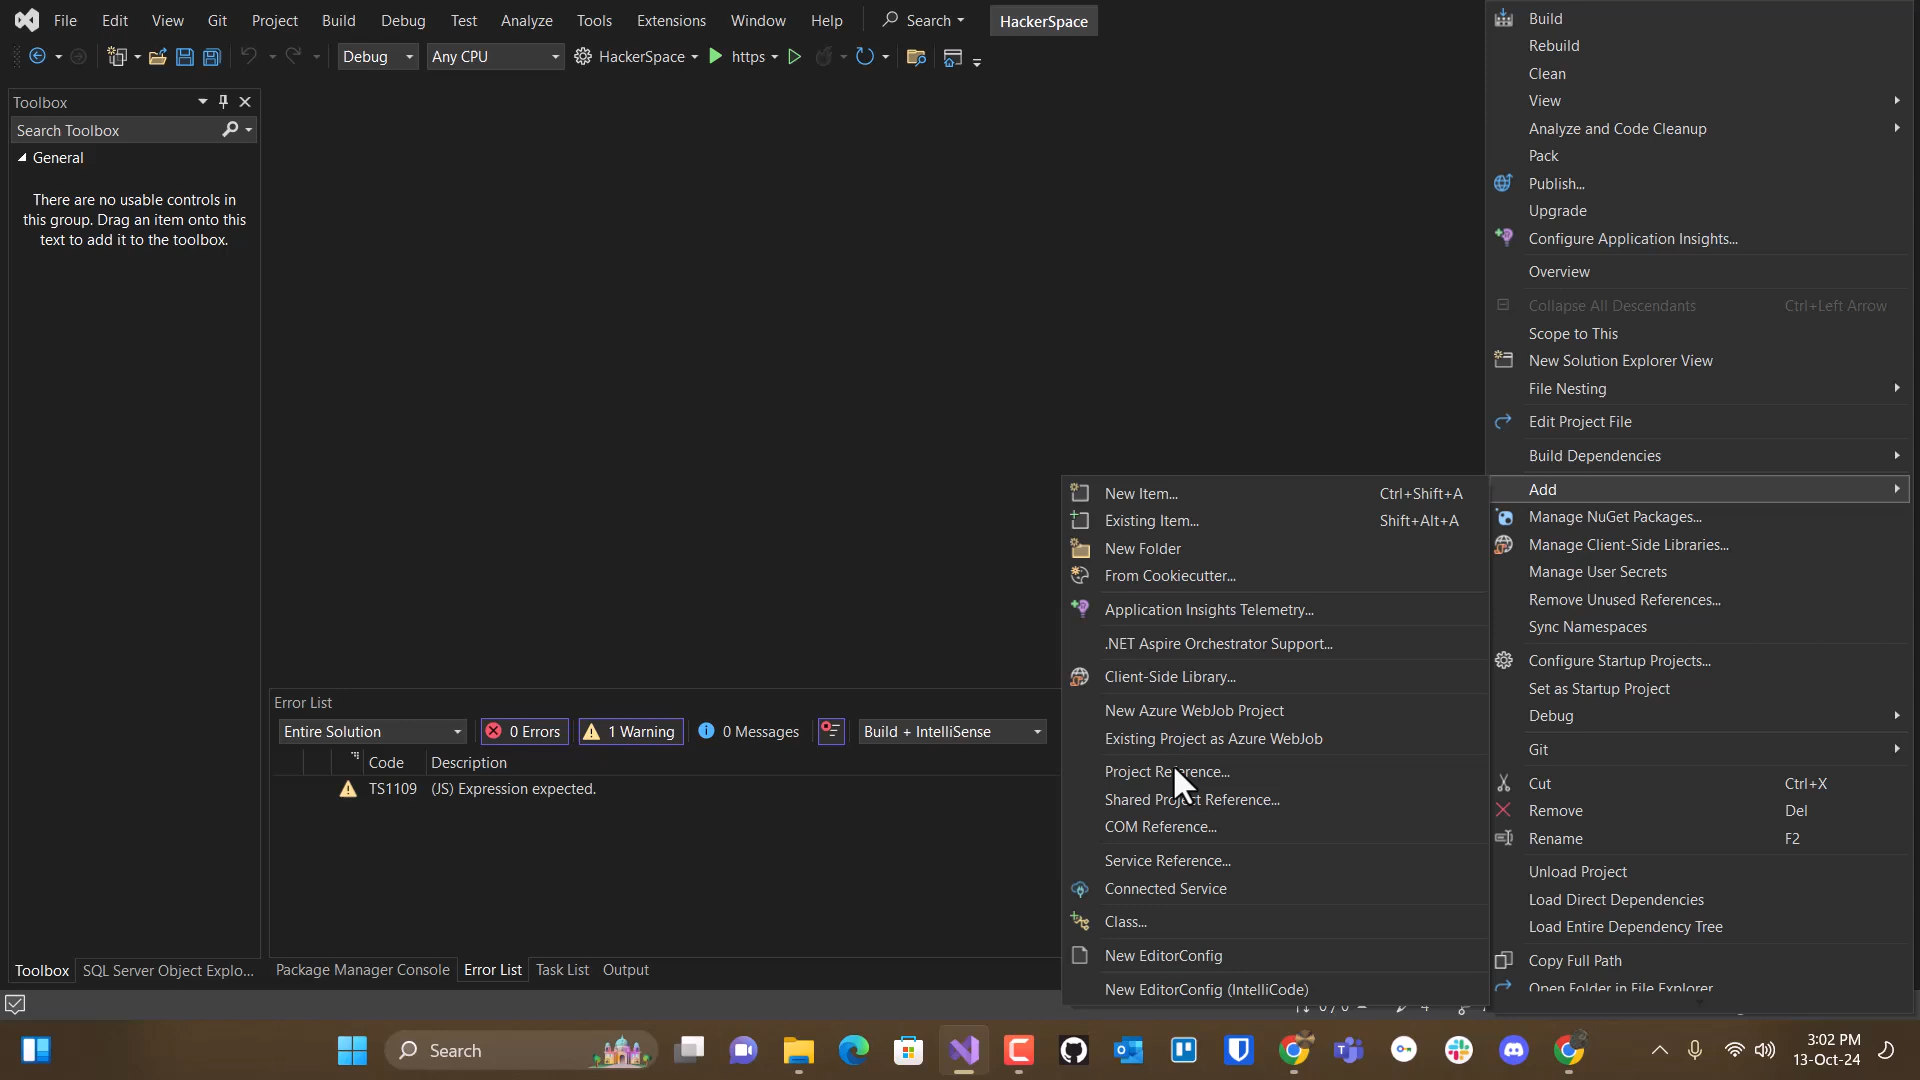 File Edit View Git Project Build Debug Test Analyze Tools Extensions Window Help Search HackerSpace
Debug Any CPU HackerSpace https
Toolbox
Search Toolbox
General
There are no usable controls in
this group. Drag an item onto this
text to add it to the toolbox.
Error List
Entire Solution 0 Errors 1 Warning 0 Messages Build + IntelliSense
Code Description
TS1109 (JS) Expression expected.
Toolbox SQL Server Object Explo... Package Manager Console Error List Task List Output
New Item... Ctrl+Shift+A
Existing Item... Shift+Alt+A
New Folder
From Cookiecutter...
Application Insights Telemetry...
.NET Aspire Orchestrator Support...
Client-Side Library...
New Azure WebJob Project
Existing Project as Azure WebJob
Project Reference...
Shared Project Reference...
COM Reference...
Service Reference...
Connected Service
Class...
New EditorConfig
New EditorConfig (IntelliCode)
Build
Rebuild
Clean
View
Analyze and Code Cleanup
Pack
Publish...
Upgrade
Configure Application Insights...
Overview
Collapse All Descendants Ctrl+Left Arrow
Scope to This
New Solution Explorer View
File Nesting
Edit Project File
Build Dependencies
Add
Manage NuGet Packages...
Manage Client-Side Libraries...
Manage User Secrets
Remove Unused References...
Sync Namespaces
Configure Startup Projects...
Set as Startup Project
Debug
Git
Cut Ctrl+X
Remove Del
Rename F2
Unload Project
Load Direct Dependencies
Load Entire Dependency Tree
Copy Full Path
Open Folder in File Explorer
Search
3:02 PM
13-Oct-24